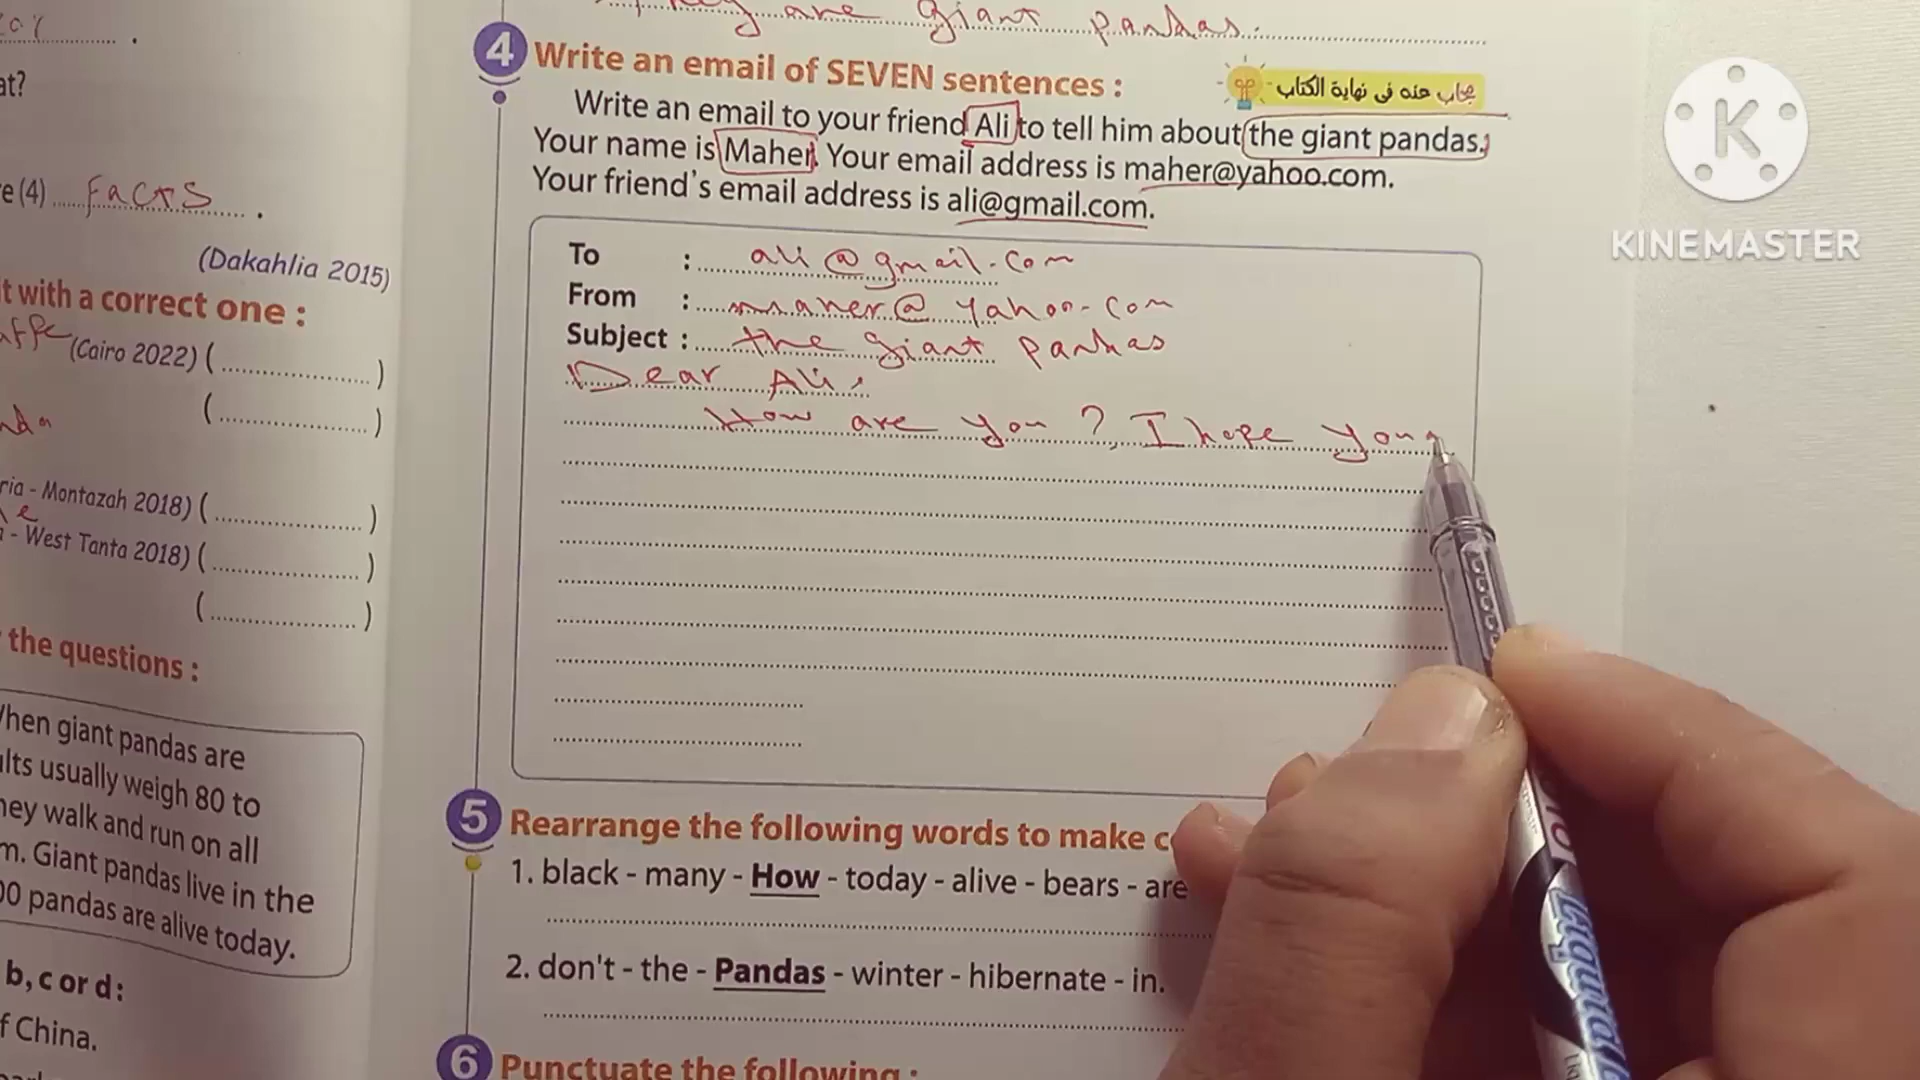 are giant pandas.
at?
e (4) Facts .
(Dakahlia 2015)
t with a correct one :
(Cairo 2022) ( )
( )
ria - Montazah 2018) ( )
- West Tanta 2018) ( )
( )
the questions :
When giant pandas are
ults usually weigh 80 to
hey walk and run on all
m. Giant pandas live in the
00 pandas are alive today.
b, c or d :
f China.
4 Write an email of SEVEN sentences :
مجاب عنه فى نهاية الكتاب
Write an email to your friend Ali to tell him about the giant pandas.
Your name is Maher. Your email address is maher@yahoo.com.
Your friend's email address is ali@gmail.com.
To : ali@gmail.com
From : maher@yahoo.com
Subject : the giant pandas
Dear Ali,
How are you?, I hope you
5 Rearrange the following words to make c
1. black - many - How - today - alive - bears - are
2. don't - the - Pandas - winter - hibernate - in.
6 Punctuate the following :
K
KINEMASTER